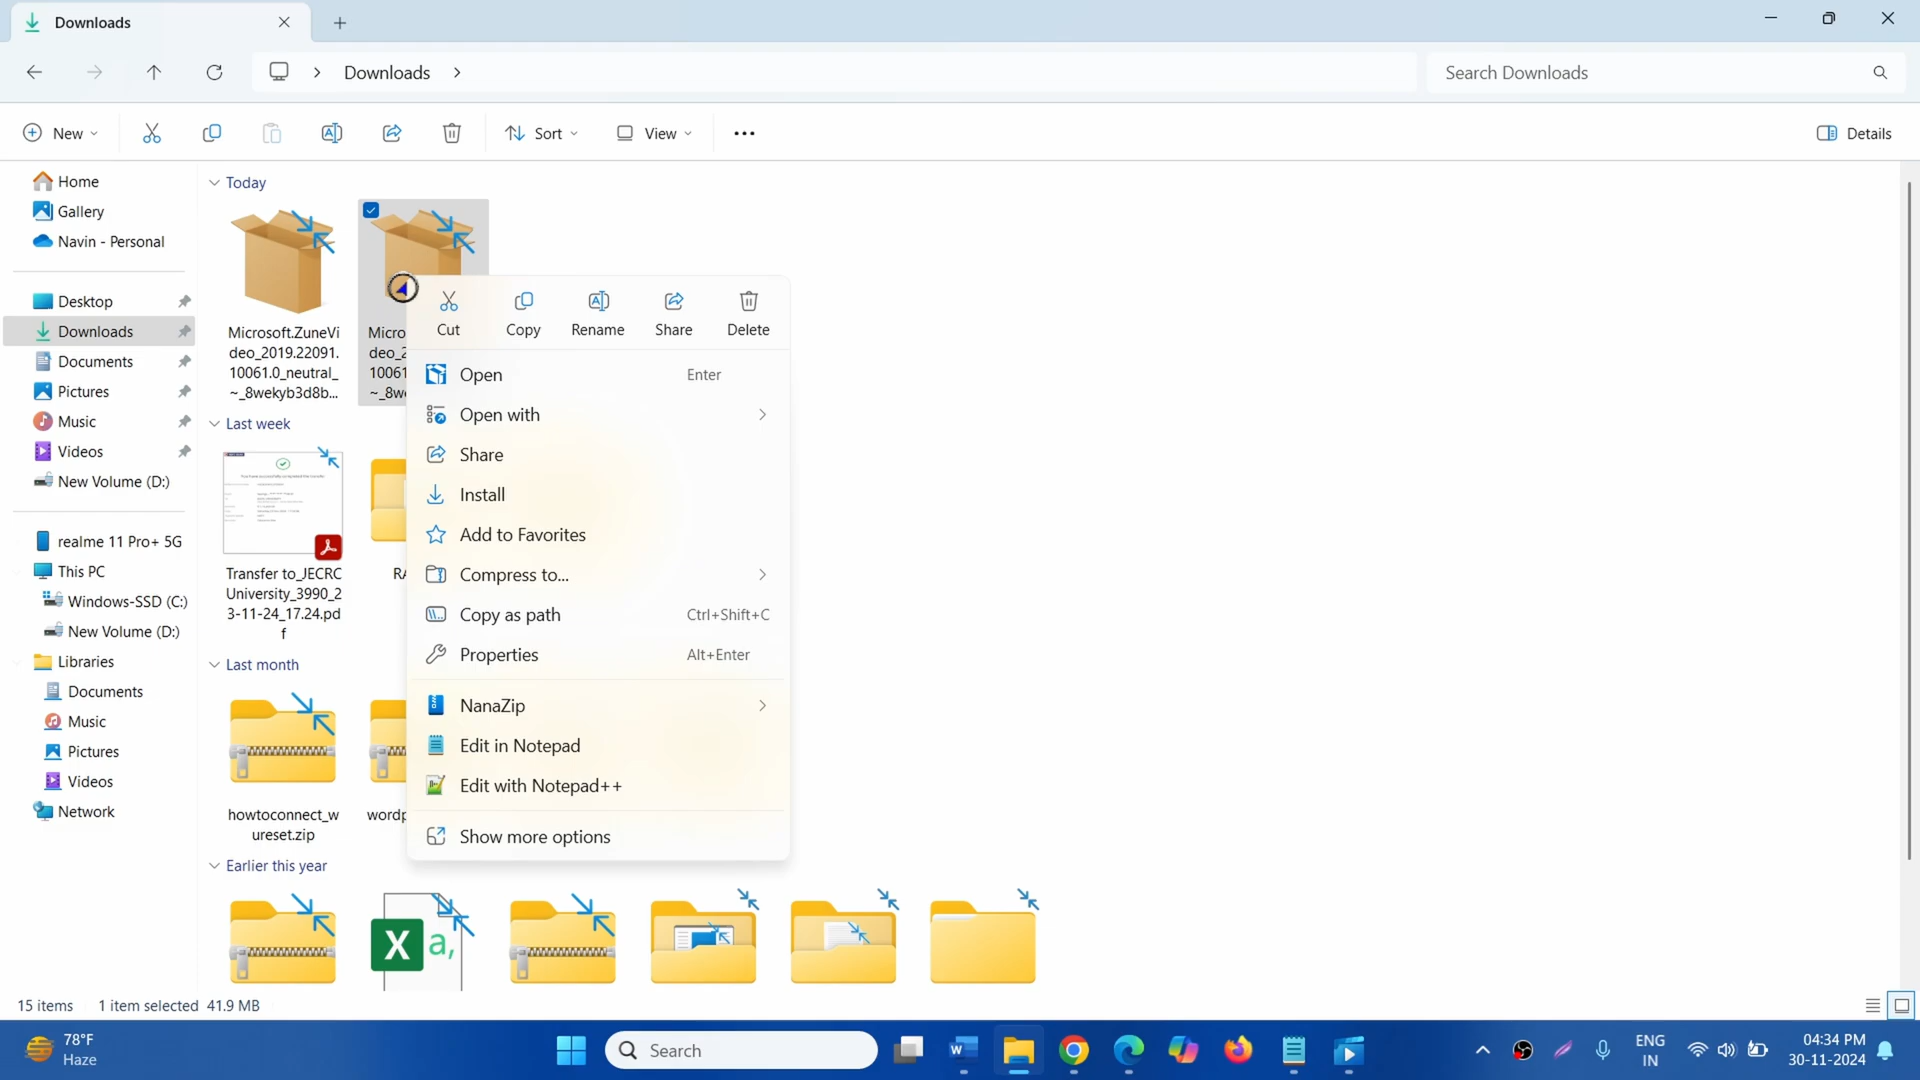 Downloads
Downloads
Search Downloads
New
Sort
View
Details
Home
Gallery
Navin - Personal
Desktop
Downloads
Documents
Pictures
Music
Videos
New Volume (D:)
realme 11 Pro+ 5G
This PC
Windows-SSD (C:)
New Volume (D:)
Libraries
Documents
Music
Pictures
Videos
Network
Today
Microsoft.ZuneVi
deo_2019.22091.
10061.0_neutral_
~_8wekyb3d8b...
Micro
deo_2
10061
~_8we
Last week
Transfer to_JECRC
University_3990_2
3-11-24_17.24.pd
f
RA
Last month
howtoconnect_w
ureset.zip
wordp
Earlier this year
X a,
Cut
Copy
Rename
Share
Delete
Open Enter
Open with
Share
Install
Add to Favorites
Compress to...
Copy as path Ctrl+Shift+C
Properties Alt+Enter
NanaZip
Edit in Notepad
Edit with Notepad++
Show more options
15 items 1 item selected 41.9 MB
78°F
Haze
Search
ENG
IN
04:34 PM
30-11-2024